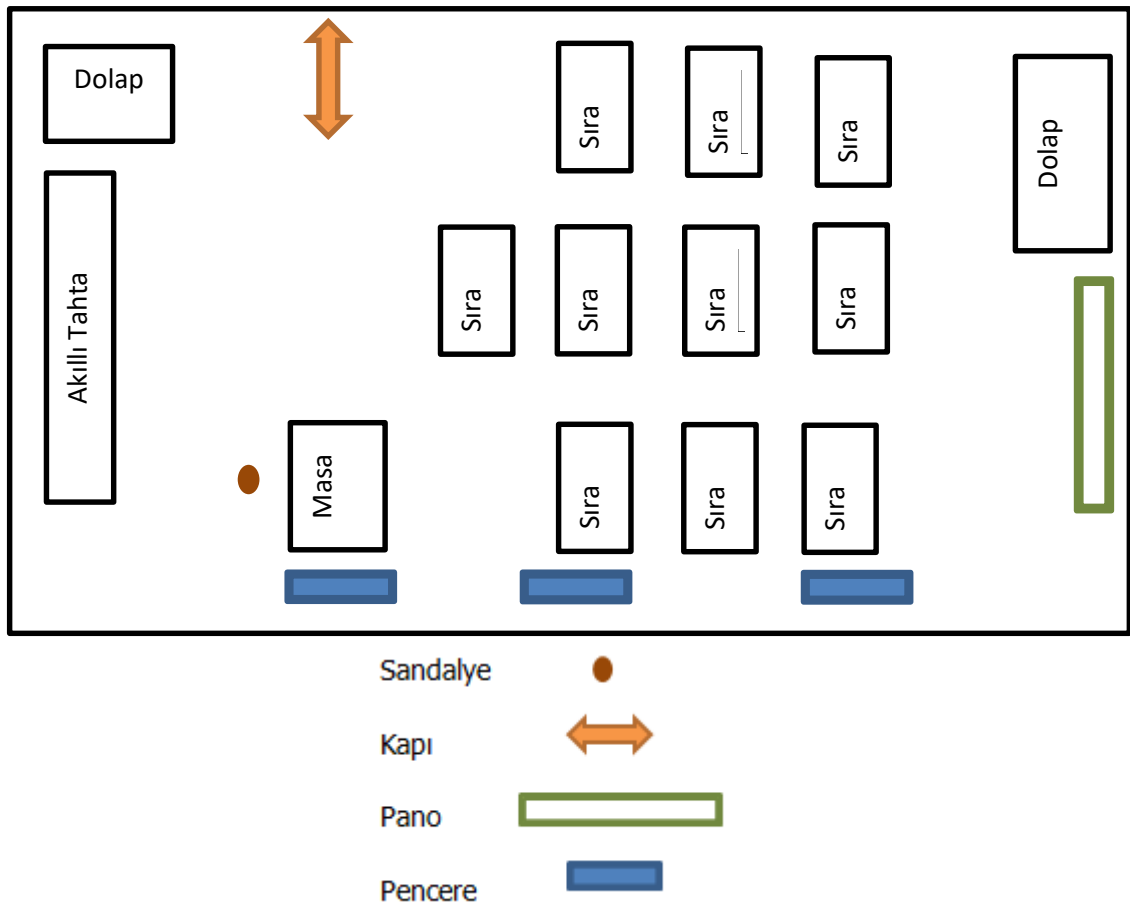 Dolap
Sıra
Sıra
Sıra
Dolap
Akıllı Tahta
Sıra
Sıra
Sıra
Sıra
Masa
Sıra
Sıra
Sıra
Sandalye
Kapı
Pano
Pencere